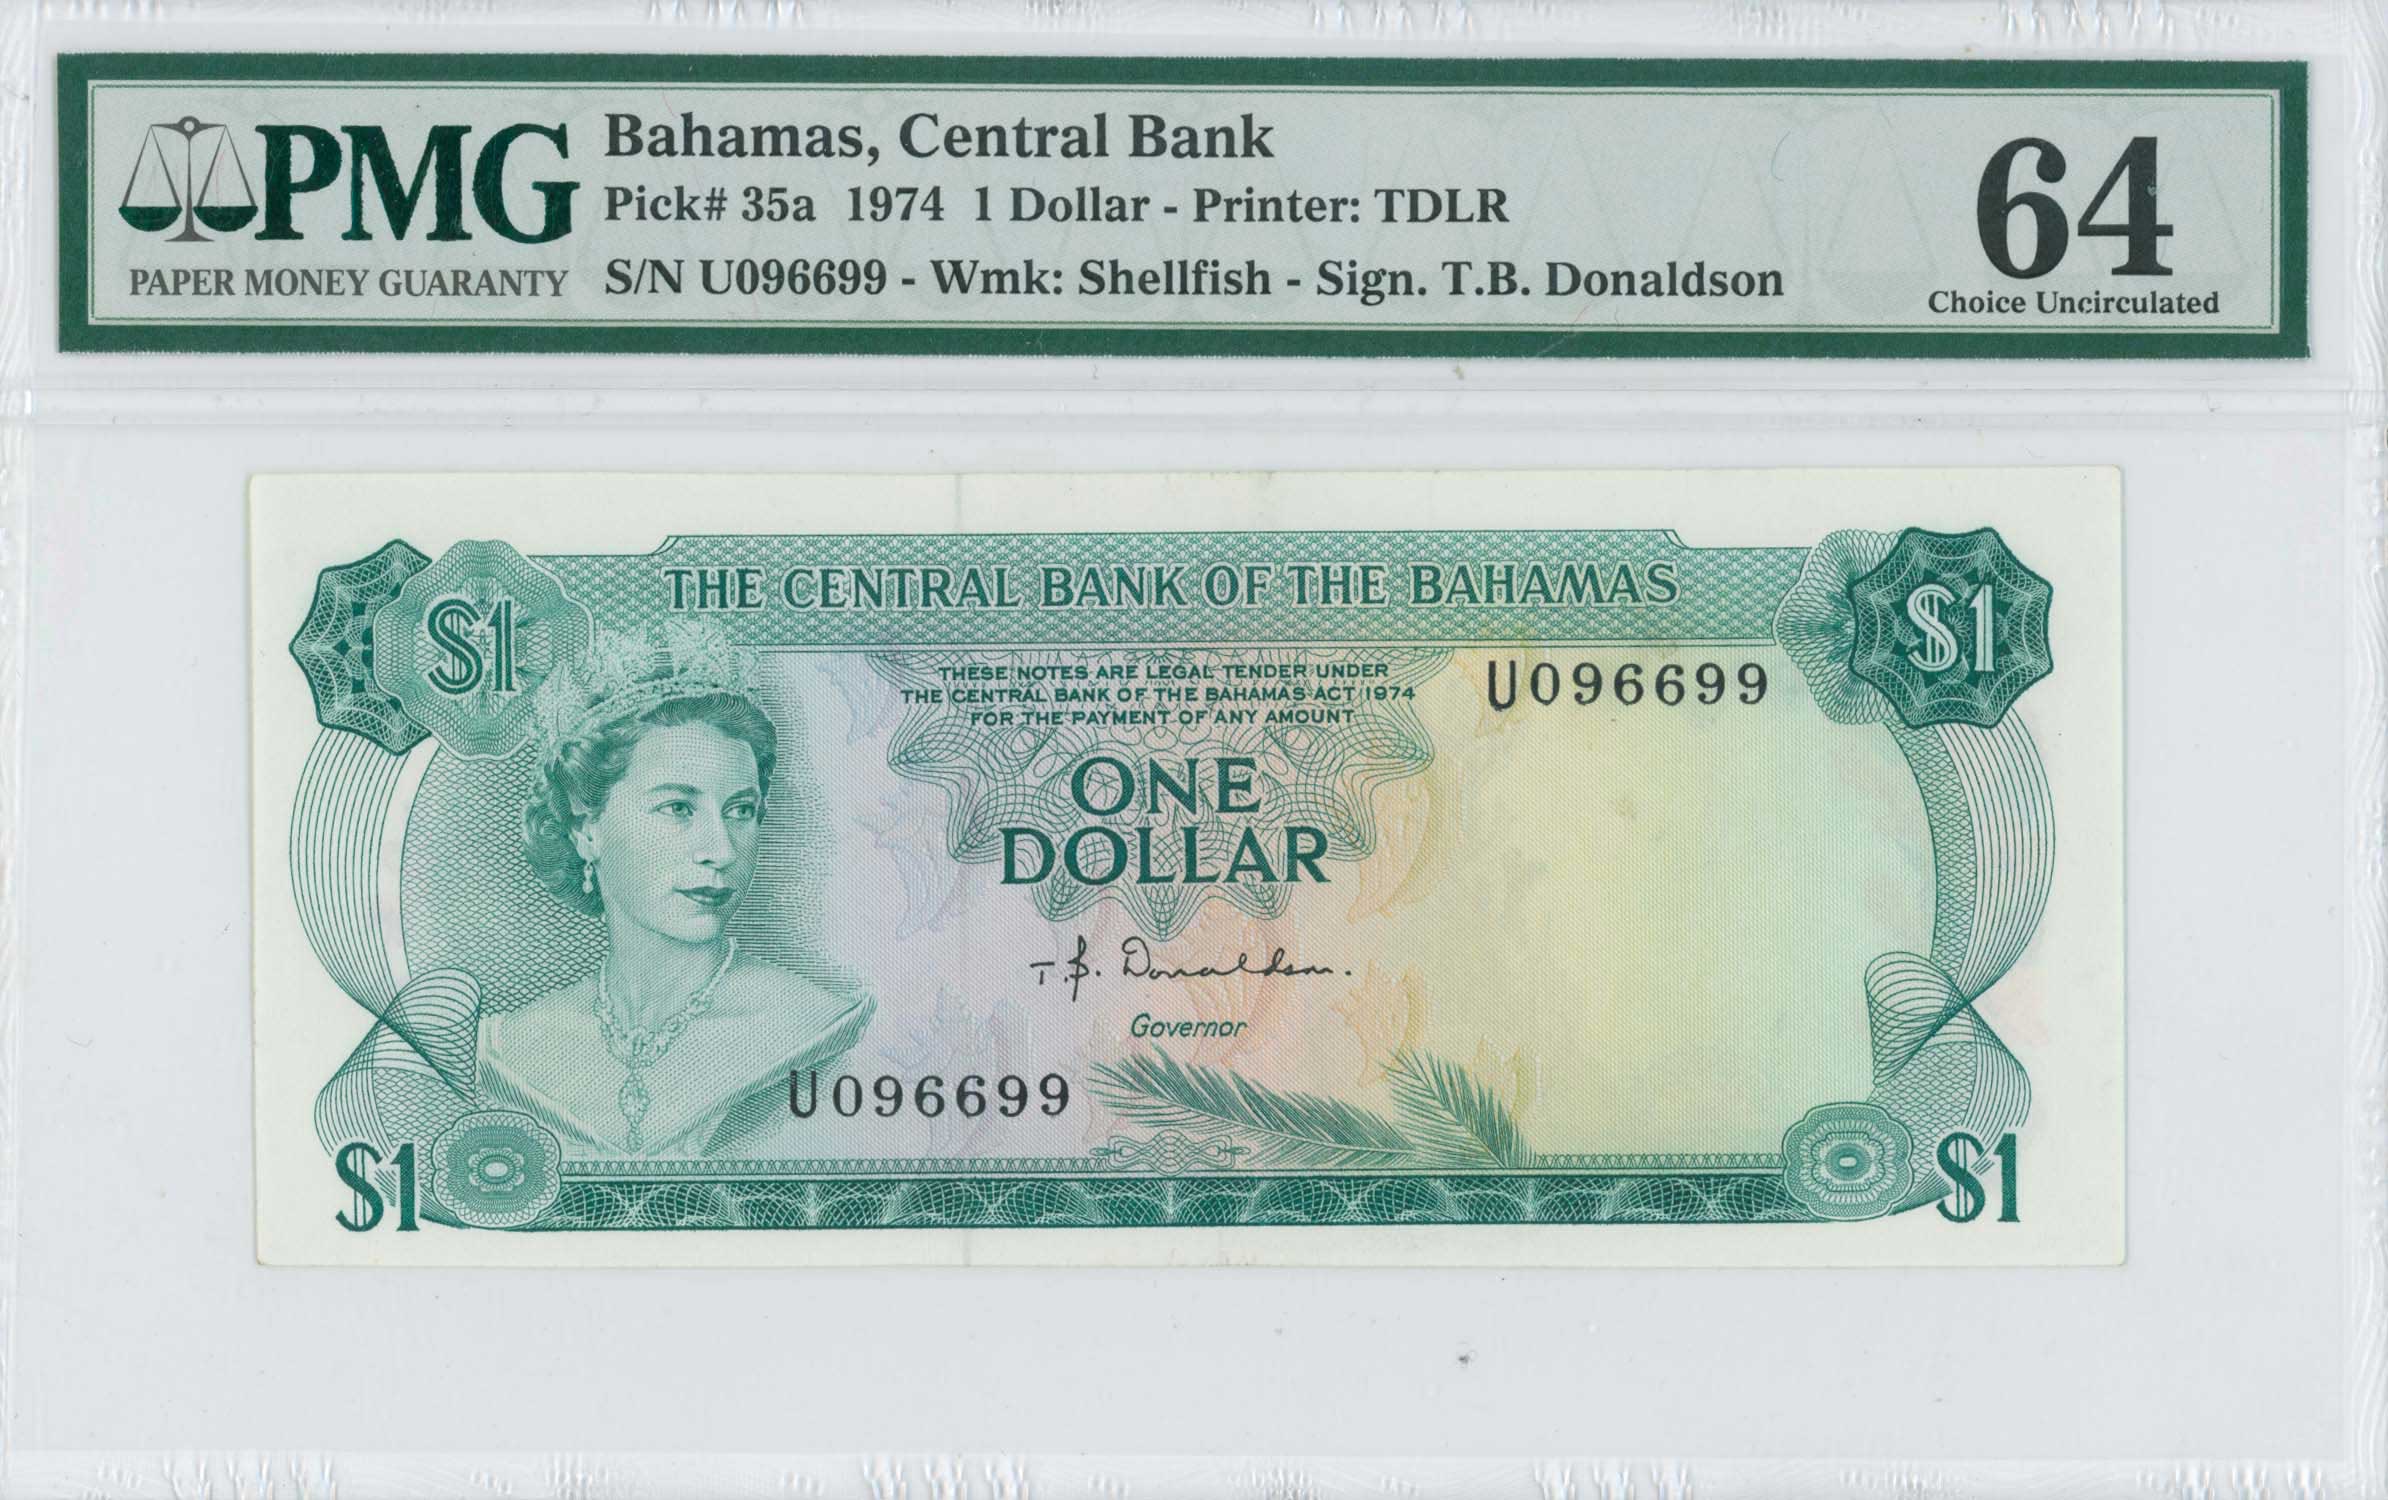 PMG
PAPER MONEY GUARANTY
Bahamas, Central Bank
Pick# 35a 1974 1 Dollar - Printer: TDLR
S/N U096699 - Wmk: Shellfish - Sign. T.B. Donaldson
64
Choice Uncirculated
$1
THE CENTRAL BANK OF THE BAHAMAS
$1
THESE NOTES ARE LEGAL TENDER UNDER
THE CENTRAL BANK OF THE BAHAMAS ACT 1974
FOR THE PAYMENT OF ANY AMOUNT
U096699
ONE
DOLLAR
T.B. Donaldson.
Governor
U096699
$1
$1